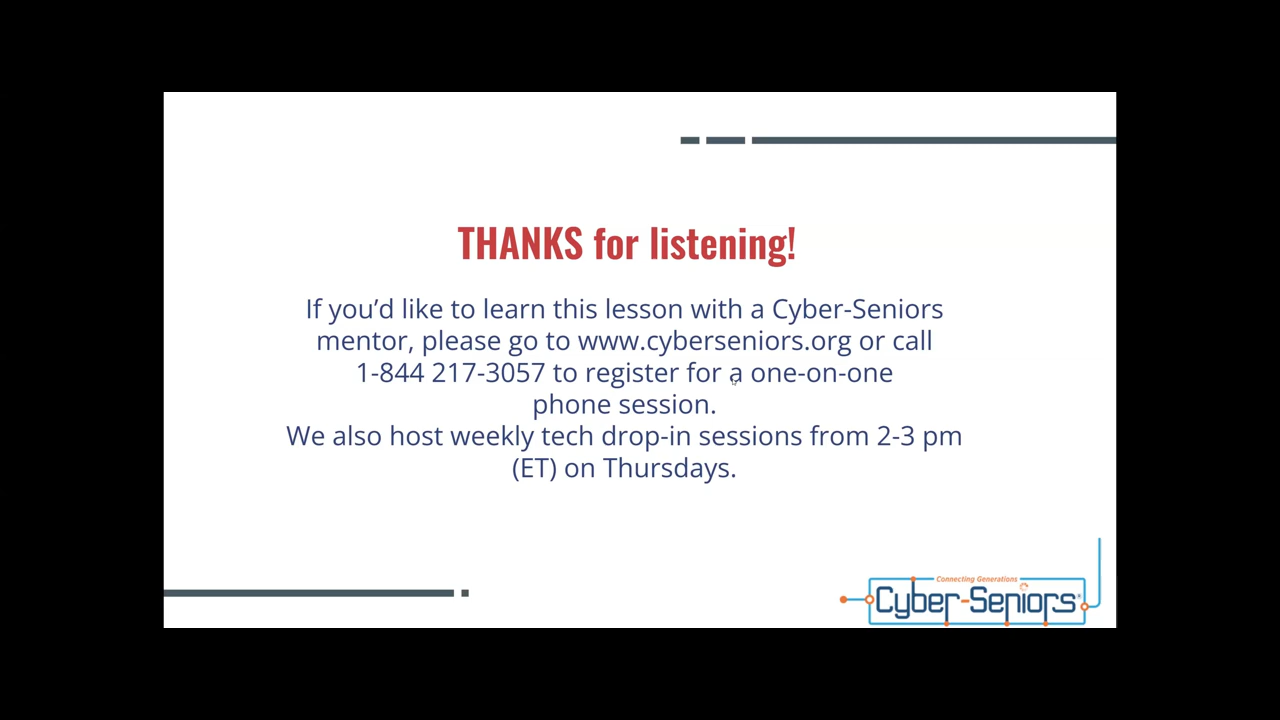 THANKS for listening!
If you’d like to learn this lesson with a Cyber-Seniors
mentor, please go to www.cyberseniors.org or call
1-844 217-3057 to register for a one-on-one
phone session.
We also host weekly tech drop-in sessions from 2-3 pm
(ET) on Thursdays.
Connecting Generations
Cyber-Seniors